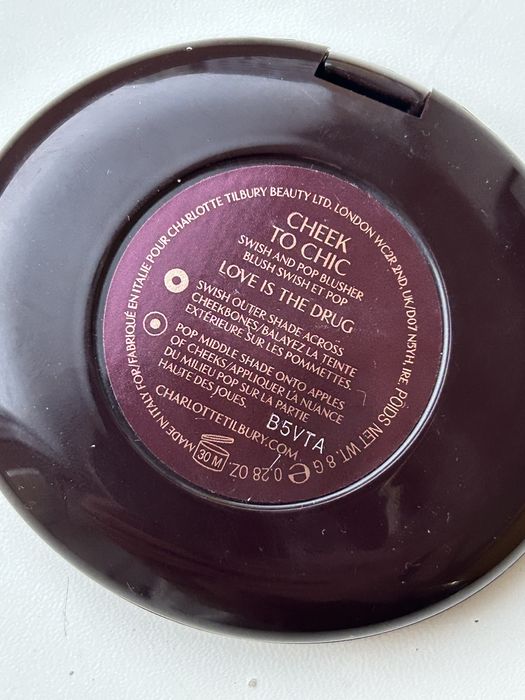 CHEEK
TO CHIC
SWISH AND POP BLUSHER
BLUSH SWISH ET POP
LOVE IS THE DRUG
SWISH OUTER SHADE ACROSS
CHEEKBONES/BALAYEZ LA TEINTE
EXTÉRIEURE SUR LES POMMETTES.
POP MIDDLE SHADE ONTO APPLES
OF CHEEKS/APPLIQUER LA NUANCE
DU MILIEU POP SUR LA PARTIE
HAUTE DES JOUES.
B5VTA
CHARLOTTETILBURY.COM
30 M
MADE IN ITALY FOR/FABRIQUÉ EN ITALIE POUR CHARLOTTE TILBURY BEAUTY LTD. LONDON WC2R 2ND, UK/D07 N5YH, IRE. POIDS NET WT. 8 G ℮ 0.28 OZ.